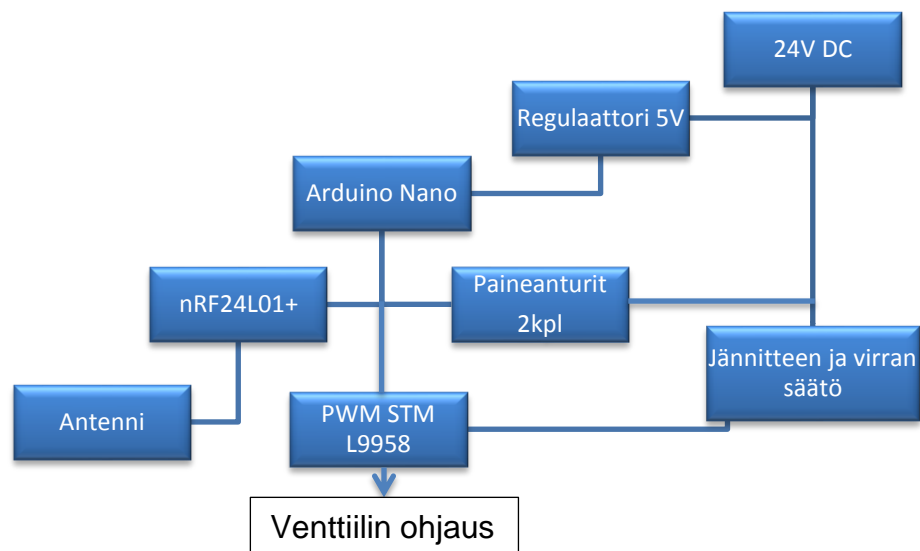 24V DC
Regulaattori 5V
Arduino Nano
nRF24L01+
Paineanturit
2kpl
Jännitteen ja virran
säätö
Antenni
PWM STM
L9958
Venttiilin ohjaus